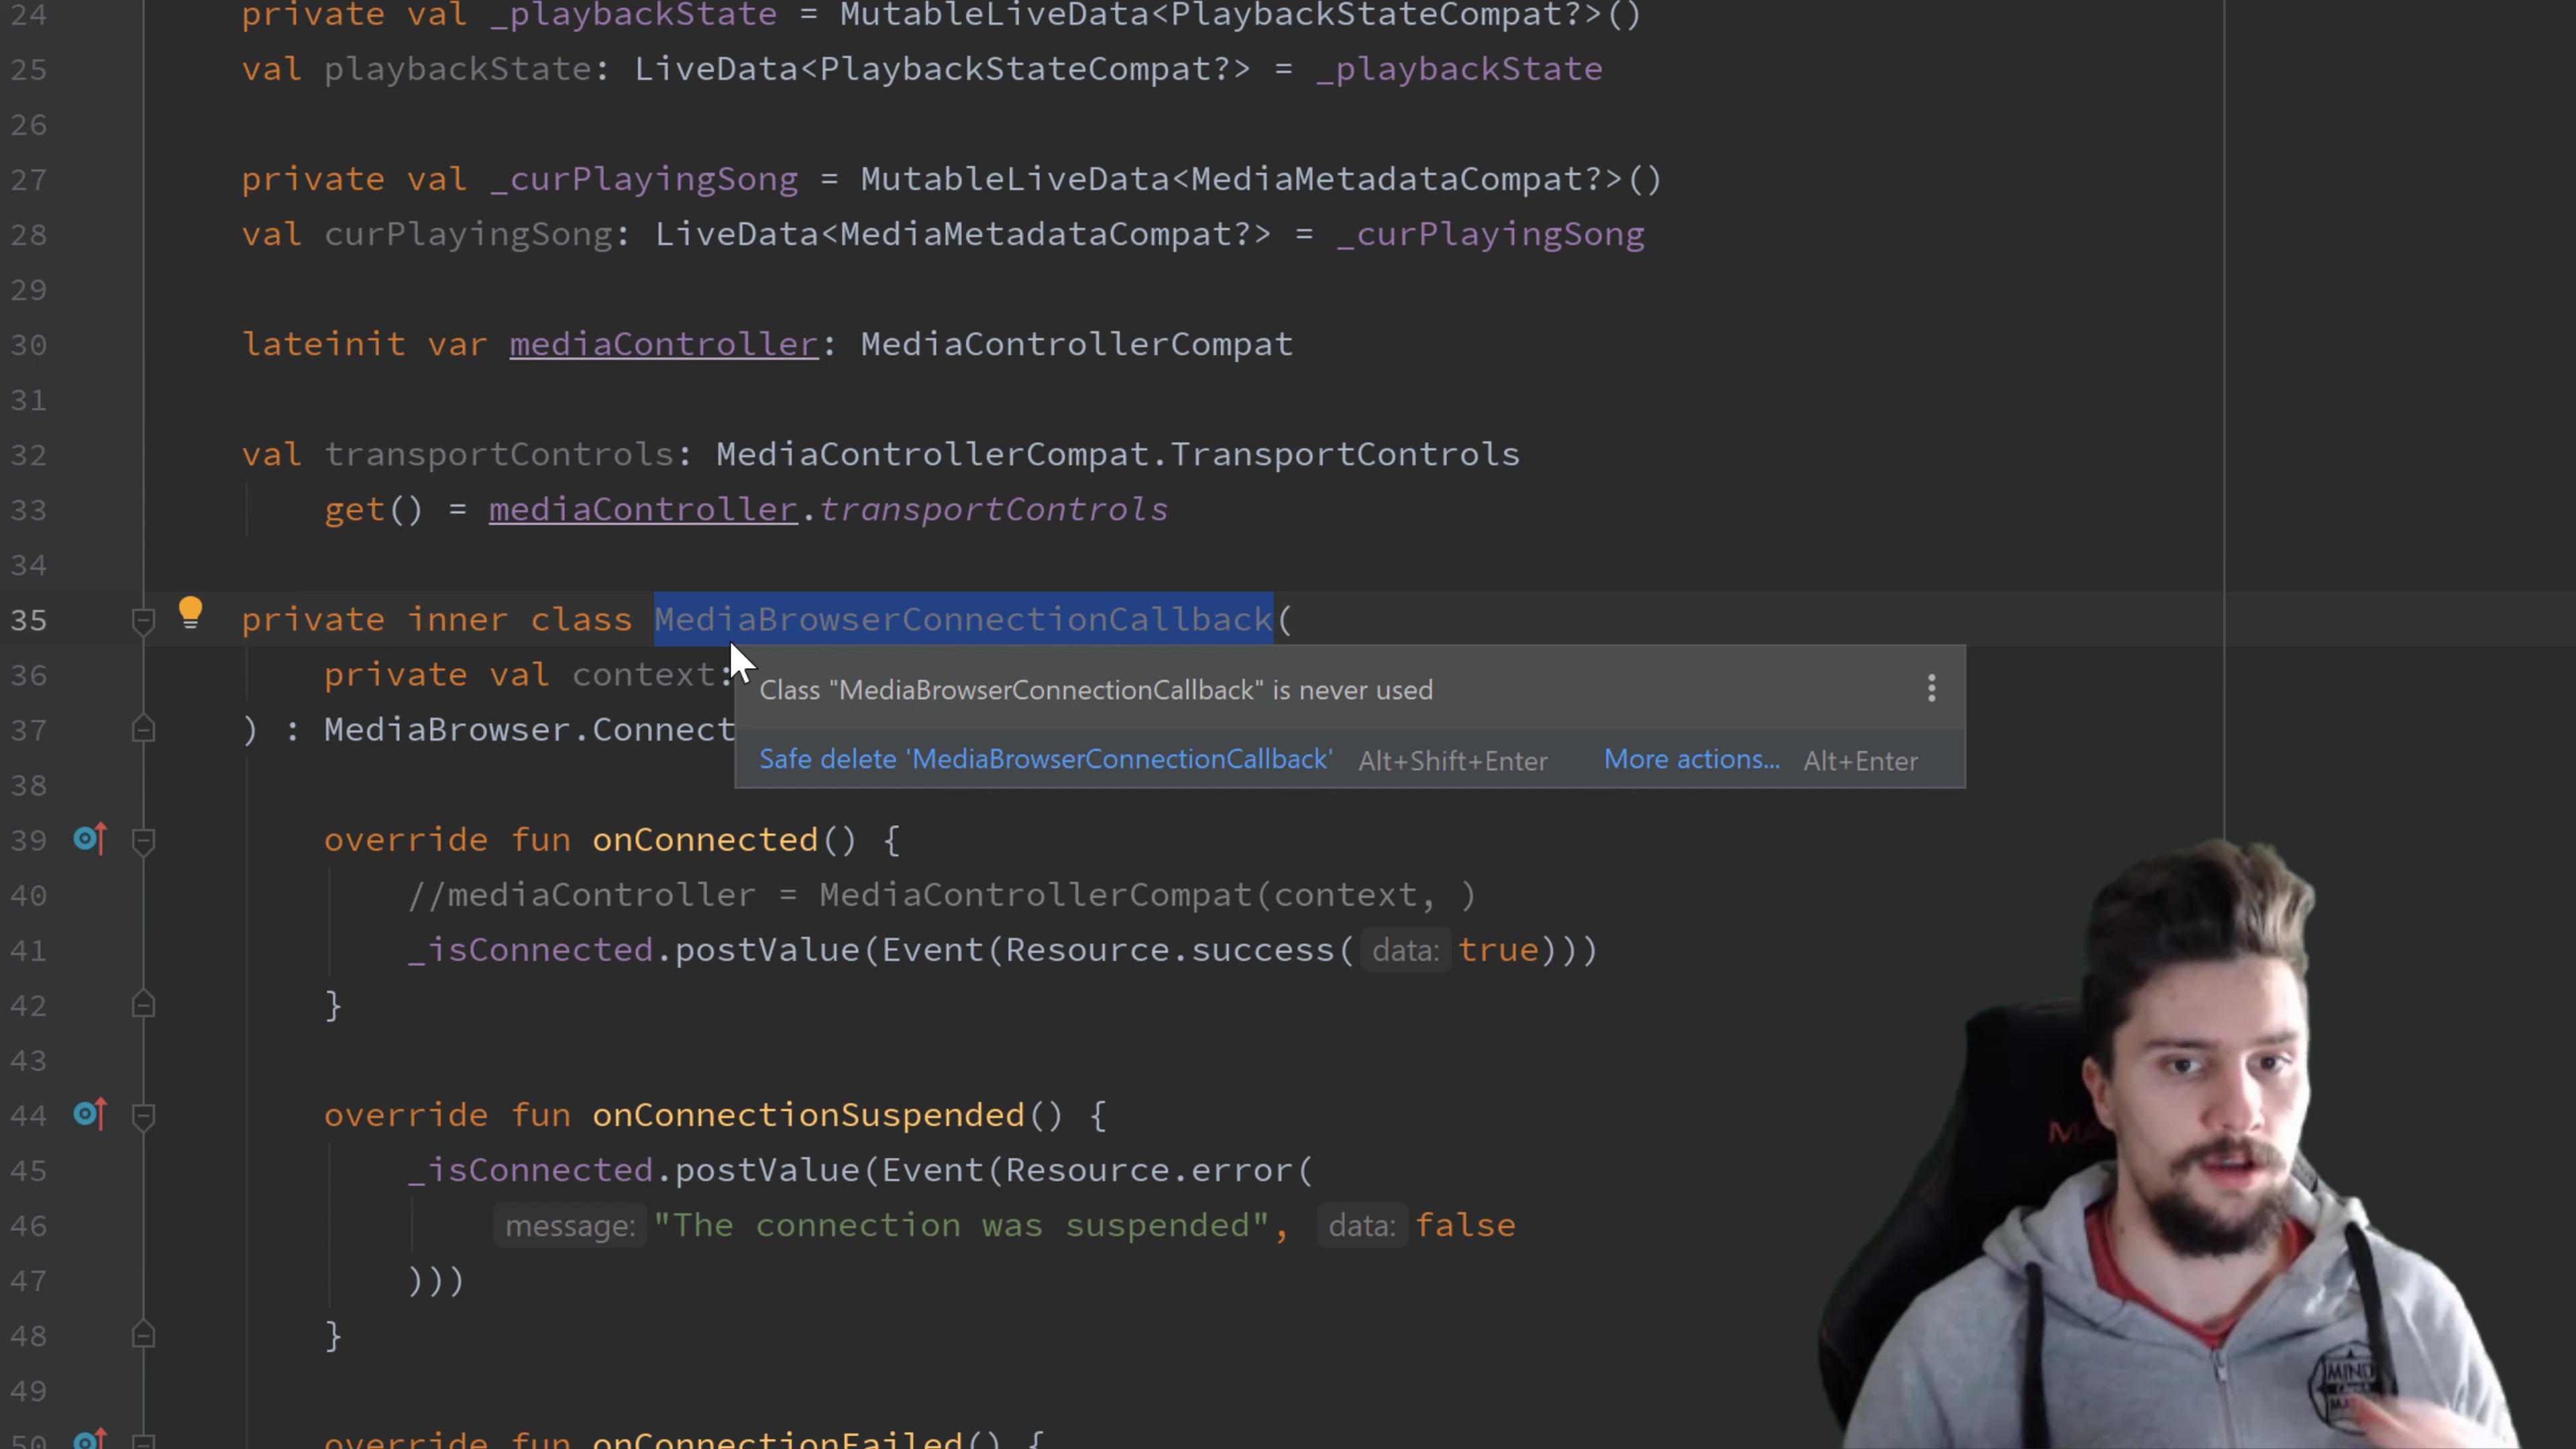 24 private val _playbackState = MutableLiveData<PlaybackStateCompat?>()
25 val playbackState: LiveData<PlaybackStateCompat?> = _playbackState
26
27 private val _curPlayingSong = MutableLiveData<MediaMetadataCompat?>()
28 val curPlayingSong: LiveData<MediaMetadataCompat?> = _curPlayingSong
29
30 lateinit var mediaController: MediaControllerCompat
31
32 val transportControls: MediaControllerCompat.TransportControls
33 get() = mediaController.transportControls
34
35 private inner class MediaBrowserConnectionCallback(
36 private val context:
Class "MediaBrowserConnectionCallback" is never used
37 ) : MediaBrowser.Connect
Safe delete 'MediaBrowserConnectionCallback' Alt+Shift+Enter More actions... Alt+Enter
38
39 override fun onConnected() {
40 //mediaController = MediaControllerCompat(context, )
41 _isConnected.postValue(Event(Resource.success( data: true)))
42 }
43
44 override fun onConnectionSuspended() {
45 _isConnected.postValue(Event(Resource.error(
46 message: "The connection was suspended", data: false
47 )))
48 }
49
50 override fun onConnectionFailed() {
MIND